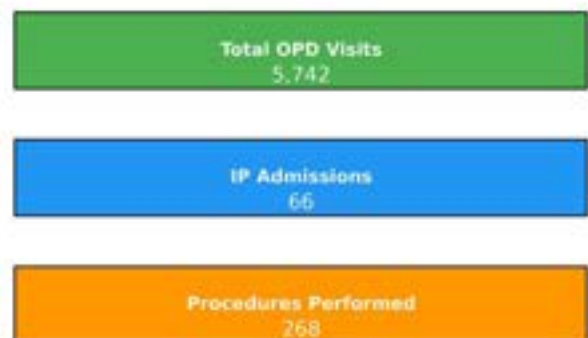 Total OPD Visits
5,742
IP Admissions
66
Procedures Performed
268